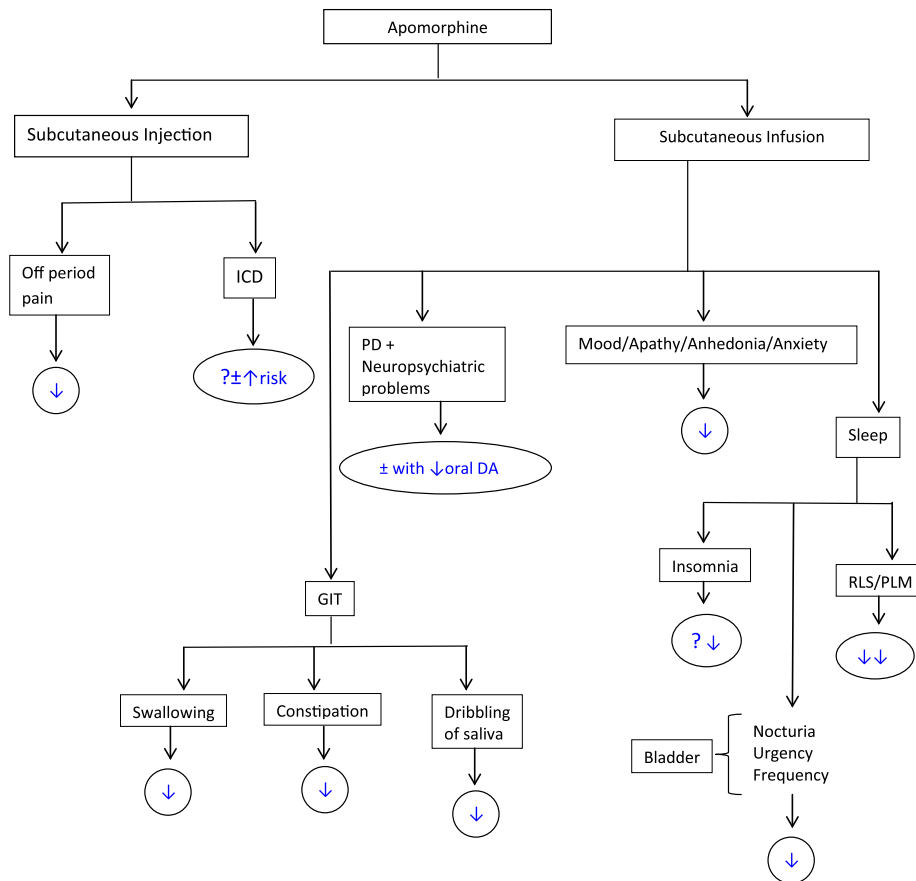 Apomorphine
Subcutaneous Injection
Subcutaneous Infusion
Off period
pain
ICD
↓
?±↑risk
PD +
Neuropsychiatric
problems
± with ↓oral DA
Mood/Apathy/Anhedonia/Anxiety
↓
Sleep
Insomnia
? ↓
RLS/PLM
↓↓
GIT
Swallowing
↓
Constipation
↓
Dribbling
of saliva
↓
Bladder
Nocturia
Urgency
Frequency
↓